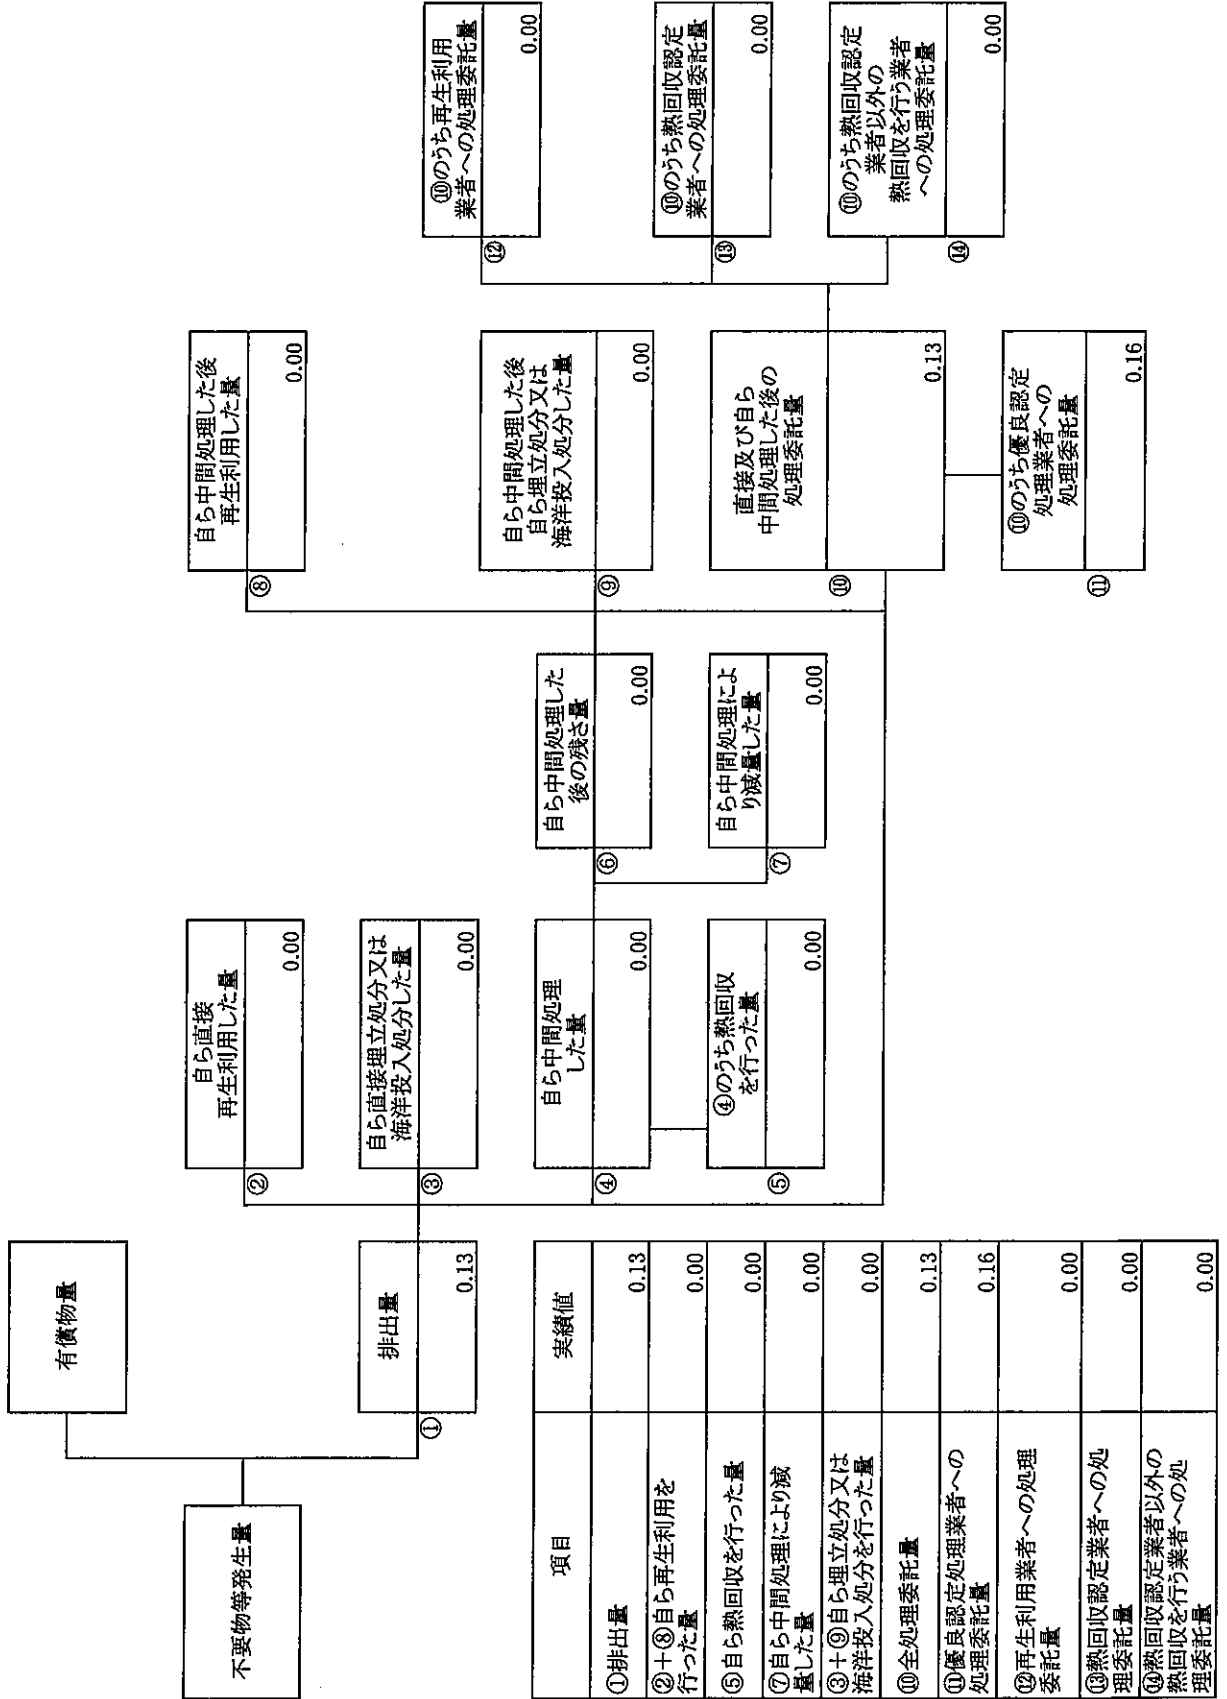 不要物等発生量
有償物量
排出量
①
0.13
自ら直接
再生利用した量
②
0.00
自ら直接埋立処分又は
海洋投入処分した量
③
0.00
自ら中間処理
した量
④
0.00
④のうち熱回収
を行った量
⑤
0.00
自ら中間処理した
後の残さ量
⑥
0.00
自ら中間処理によ
り減量した量
⑦
0.00
自ら中間処理した後
再生利用した量
⑧
0.00
自ら中間処理した後
自ら埋立処分又は
海洋投入処分した量
⑨
0.00
直接及び自ら
中間処理した後の
処理委託量
⑩
0.13
⑩のうち優良認定
処理業者への
処理委託量
⑪
0.16
⑩のうち再生利用
業者への処理委託量
⑫
0.00
⑩のうち熱回収認定
業者への処理委託量
⑬
0.00
⑩のうち熱回収認定
業者以外の
熱回収を行う業者
への処理委託量
⑭
0.00
項目 実績値
①排出量 0.13
②+⑧自ら再生利用を
行った量 0.00
⑤自ら熱回収を行った量 0.00
⑦自ら中間処理により減
量した量 0.00
③+⑨自ら埋立処分又は
海洋投入処分を行った量 0.00
⑩全処理委託量 0.13
⑪優良認定処理業者への
処理委託量 0.16
⑫再生利用業者への処理
委託量 0.00
⑬熱回収認定業者への処
理委託量 0.00
⑭熱回収認定業者以外の
熱回収を行う業者への処
理委託量 0.00